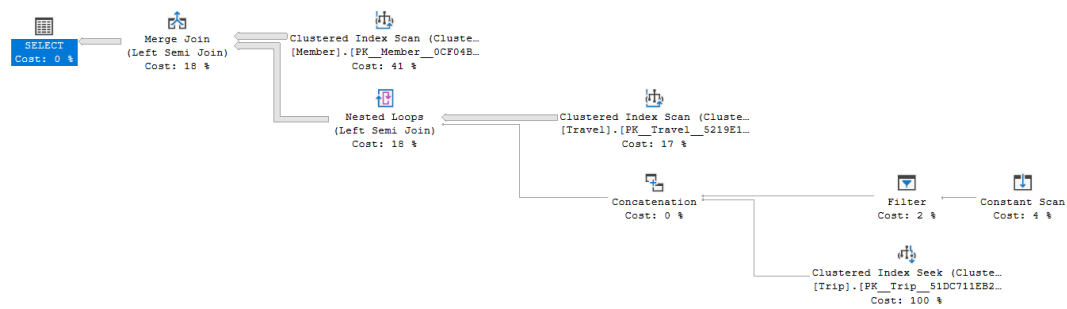 SELECT
Cost: 0 %
Merge Join
(Left Semi Join)
Cost: 18 %
Clustered Index Scan (Cluste…
[Member].[PK__Member__0CF04B…
Cost: 41 %
Nested Loops
(Left Semi Join)
Cost: 18 %
Clustered Index Scan (Cluste…
[Travel].[PK__Travel__5219E1…
Cost: 17 %
Concatenation
Cost: 0 %
Filter
Cost: 2 %
Constant Scan
Cost: 4 %
Clustered Index Seek (Cluste…
[Trip].[PK__Trip__51DC711EB2…
Cost: 100 %